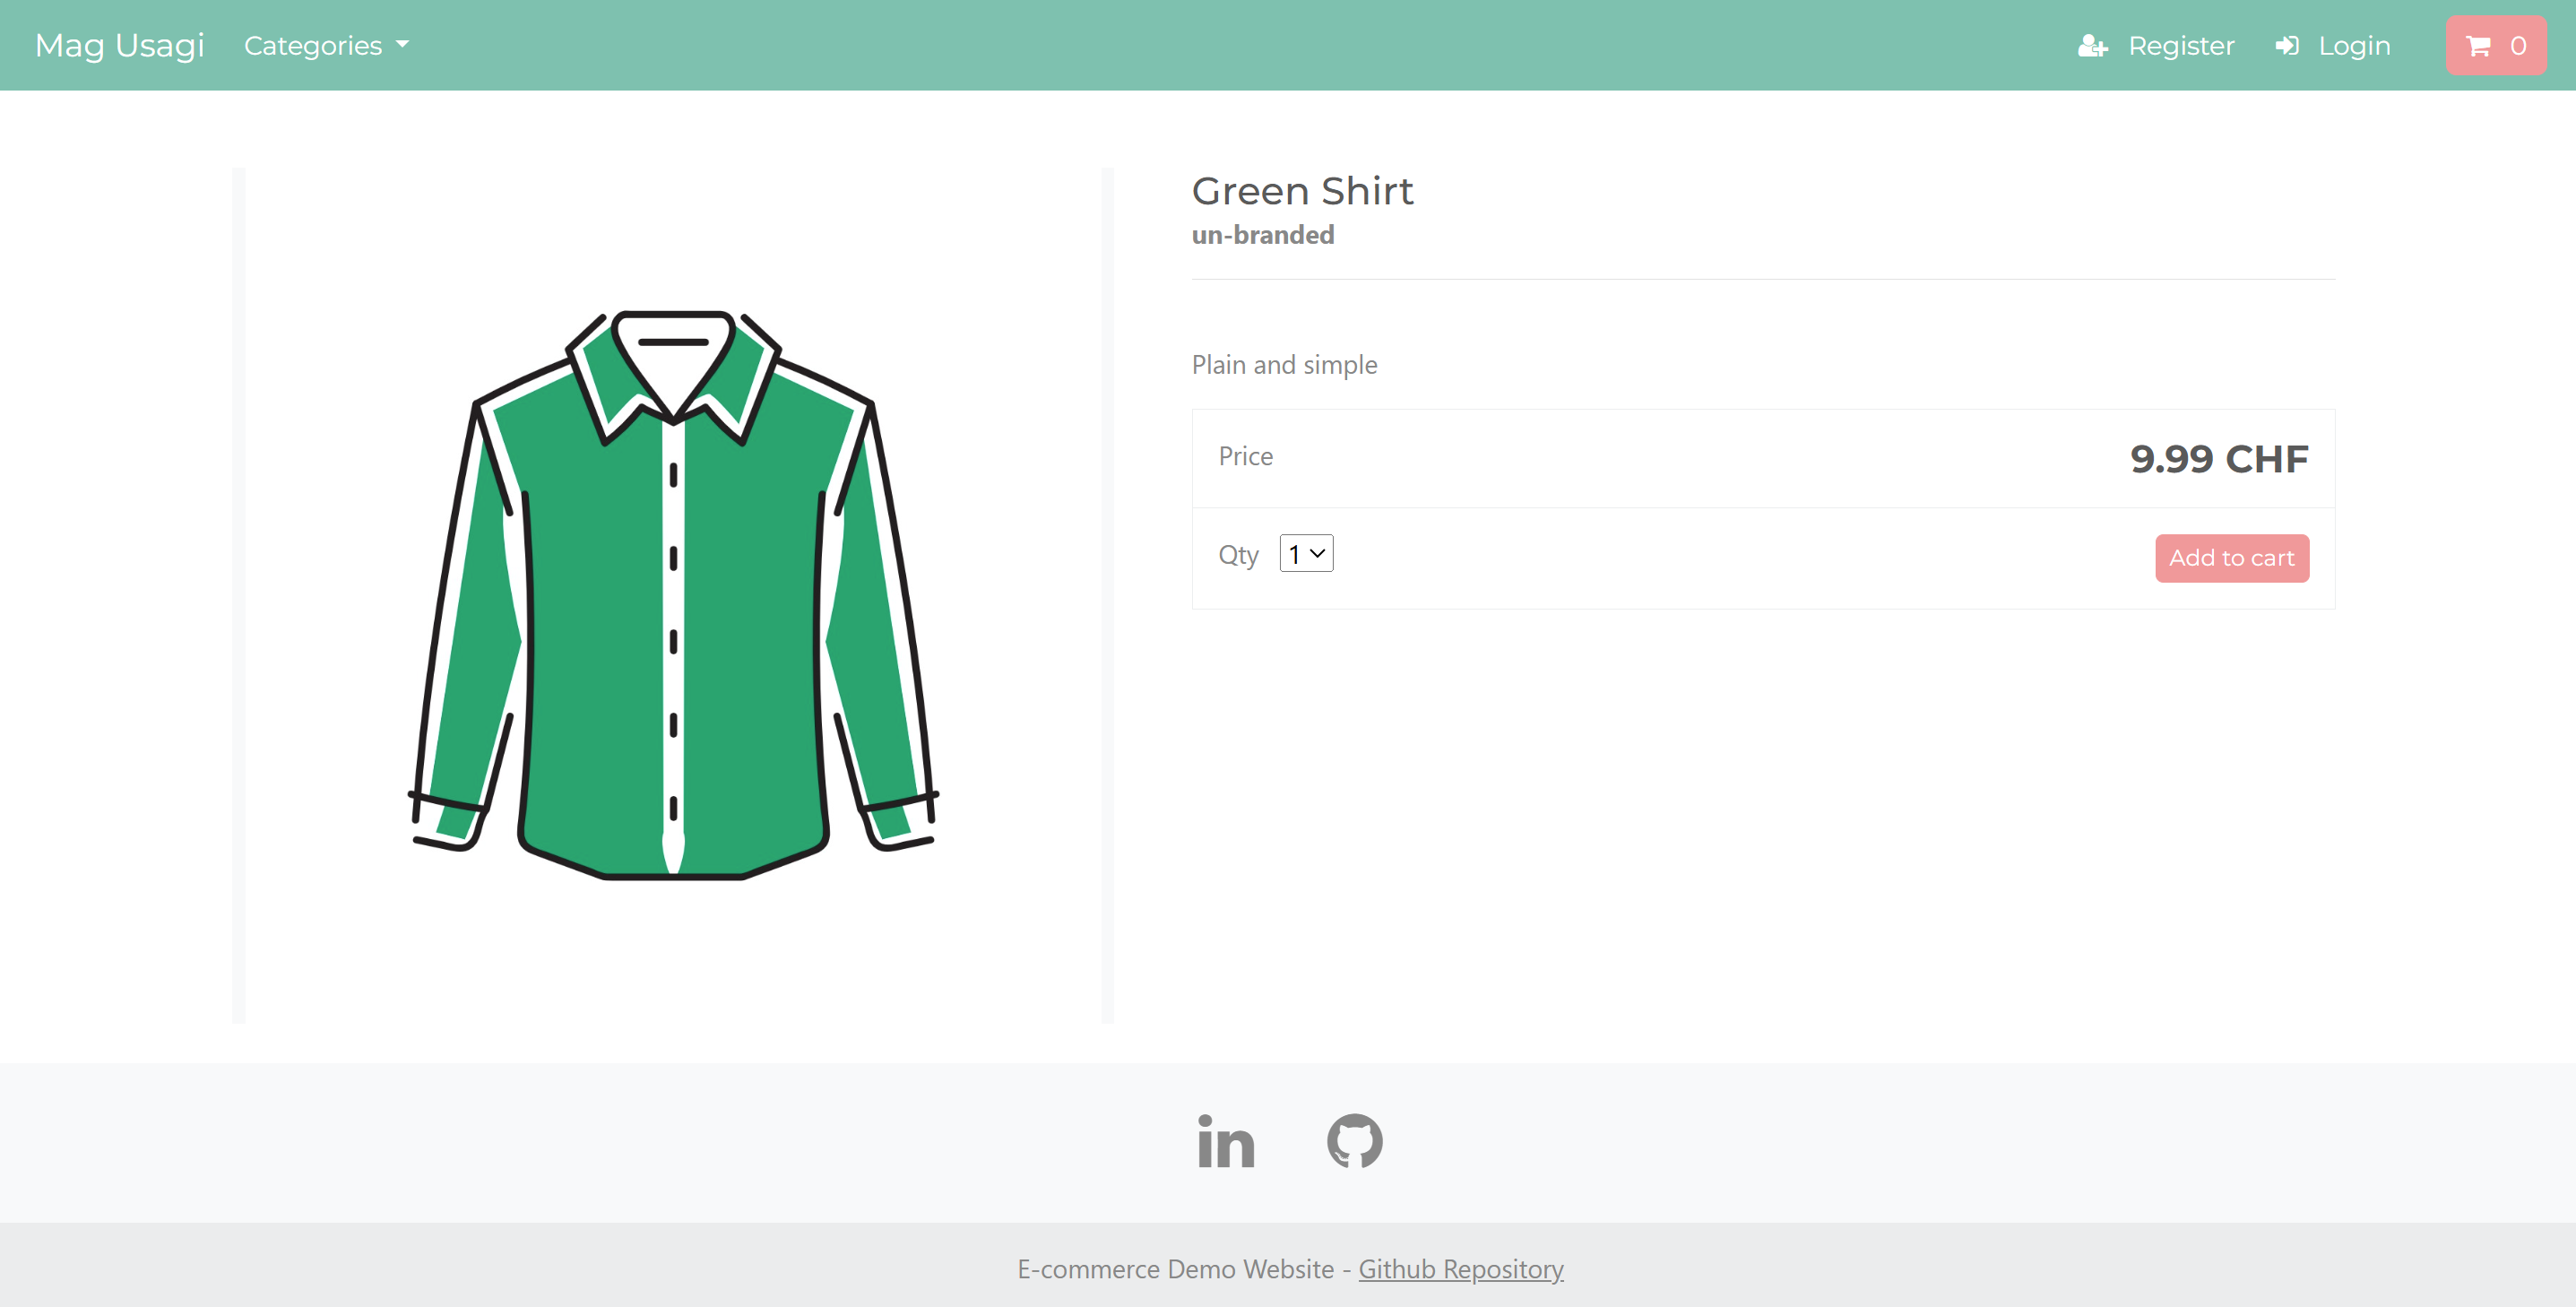 Mag Usagi Categories Register Login 0
Green Shirt
un-branded
Plain and simple
Price 9.99 CHF
Qty 1 Add to cart
in
E-commerce Demo Website - Github Repository